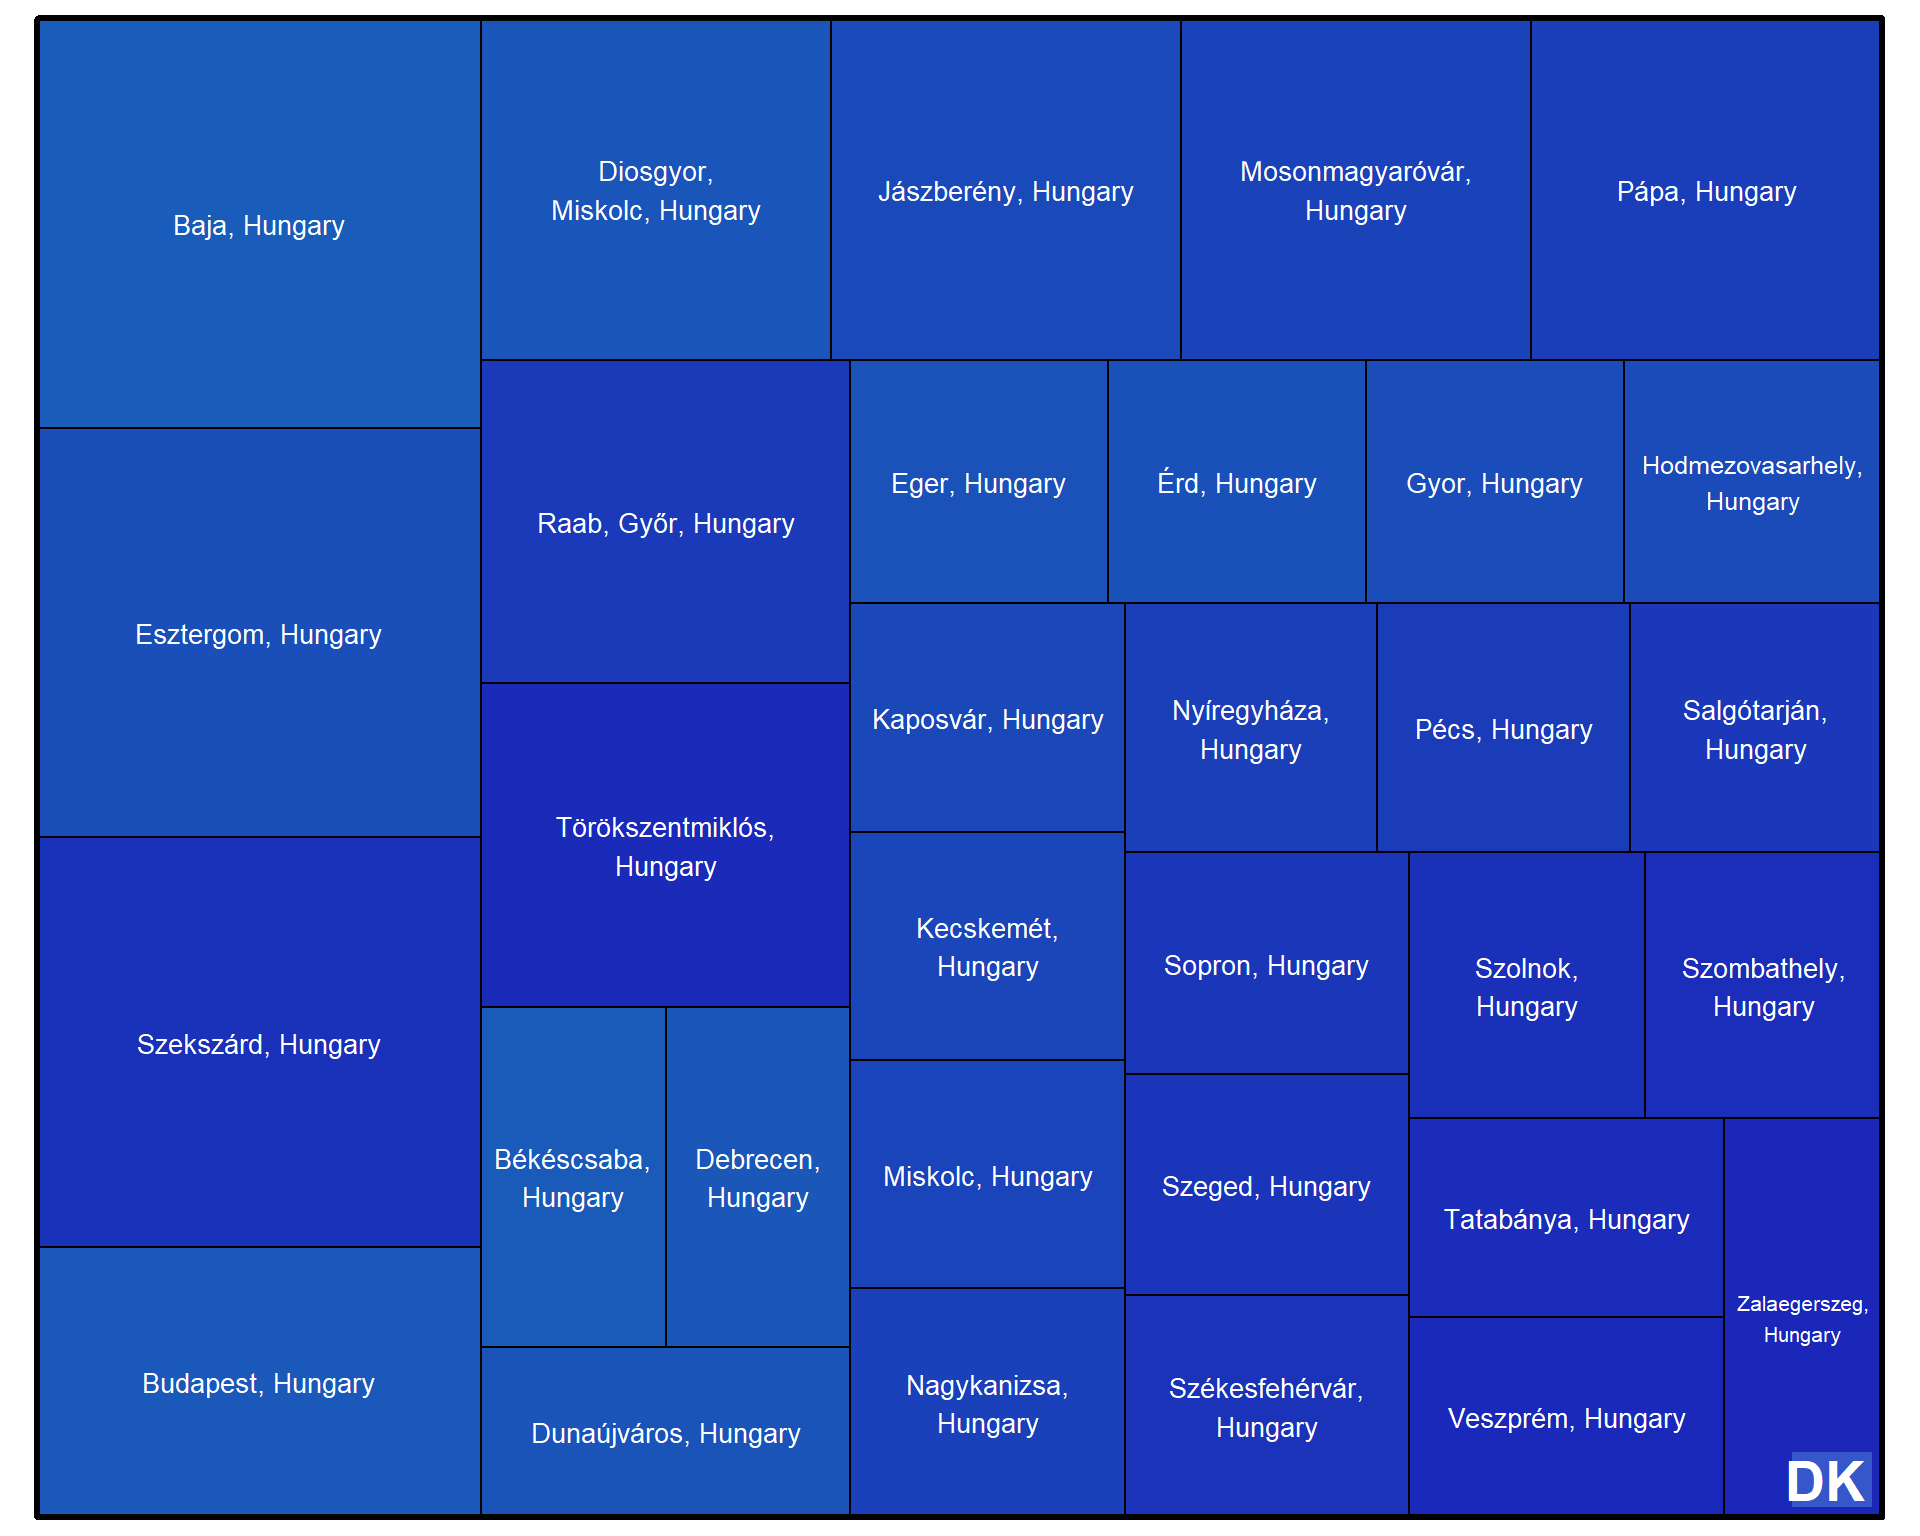 Baja, Hungary
Diosgyor,
Miskolc, Hungary
Jászberény, Hungary
Mosonmagyaróvár,
Hungary
Pápa, Hungary
Raab, Győr, Hungary
Eger, Hungary
Érd, Hungary
Gyor, Hungary
Hodmezovasarhely,
Hungary
Esztergom, Hungary
Kaposvár, Hungary
Nyíregyháza,
Hungary
Pécs, Hungary
Salgótarján,
Hungary
Törökszentmiklós,
Hungary
Kecskemét,
Hungary
Sopron, Hungary
Szolnok,
Hungary
Szombathely,
Hungary
Szekszárd, Hungary
Békéscsaba,
Hungary
Debrecen,
Hungary
Miskolc, Hungary
Szeged, Hungary
Tatabánya, Hungary
Zalaegerszeg,
Hungary
Budapest, Hungary
Dunaújváros, Hungary
Nagykanizsa,
Hungary
Székesfehérvár,
Hungary
Veszprém, Hungary
DK